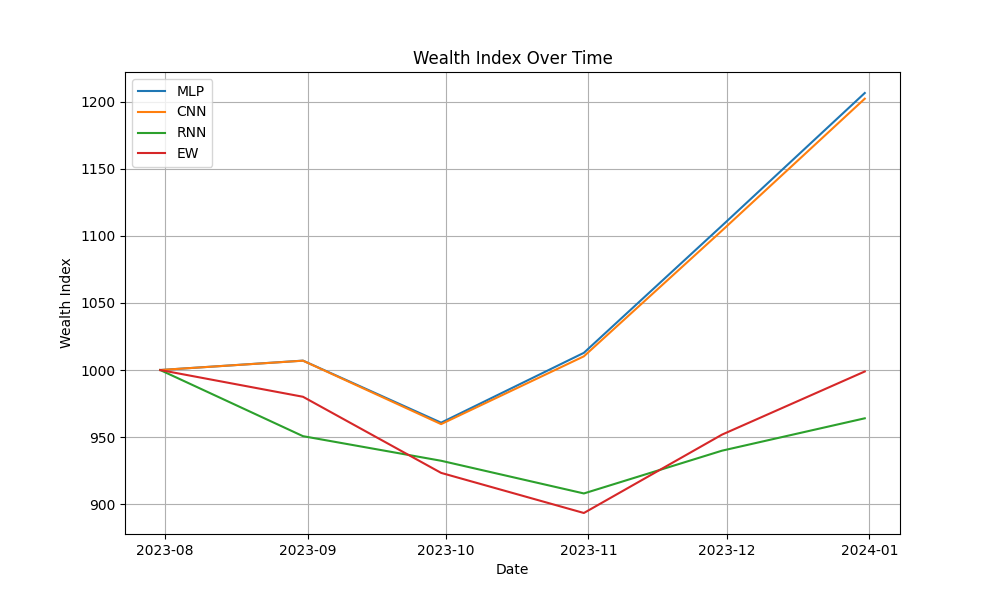 Wealth Index Over Time
MLP
CNN
RNN
EW
Wealth Index
1200
1150
1100
1050
1000
950
900
2023-08 2023-09 2023-10 2023-11 2023-12 2024-01
Date